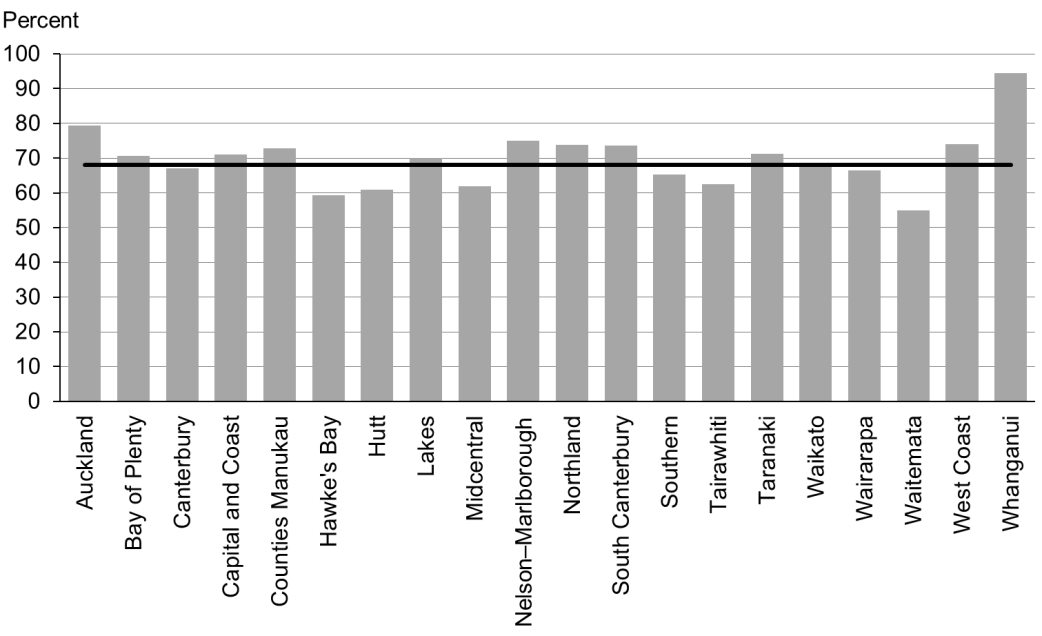 Percent
100
90
80
70
60
50
40
30
20
10
0
Auckland
Bay of Plenty
Canterbury
Capital and Coast
Counties Manukau
Hawke's Bay
Hutt
Lakes
Midcentral
Nelson–Marlborough
Northland
South Canterbury
Southern
Tairawhiti
Taranaki
Waikato
Wairarapa
Waitemata
West Coast
Whanganui